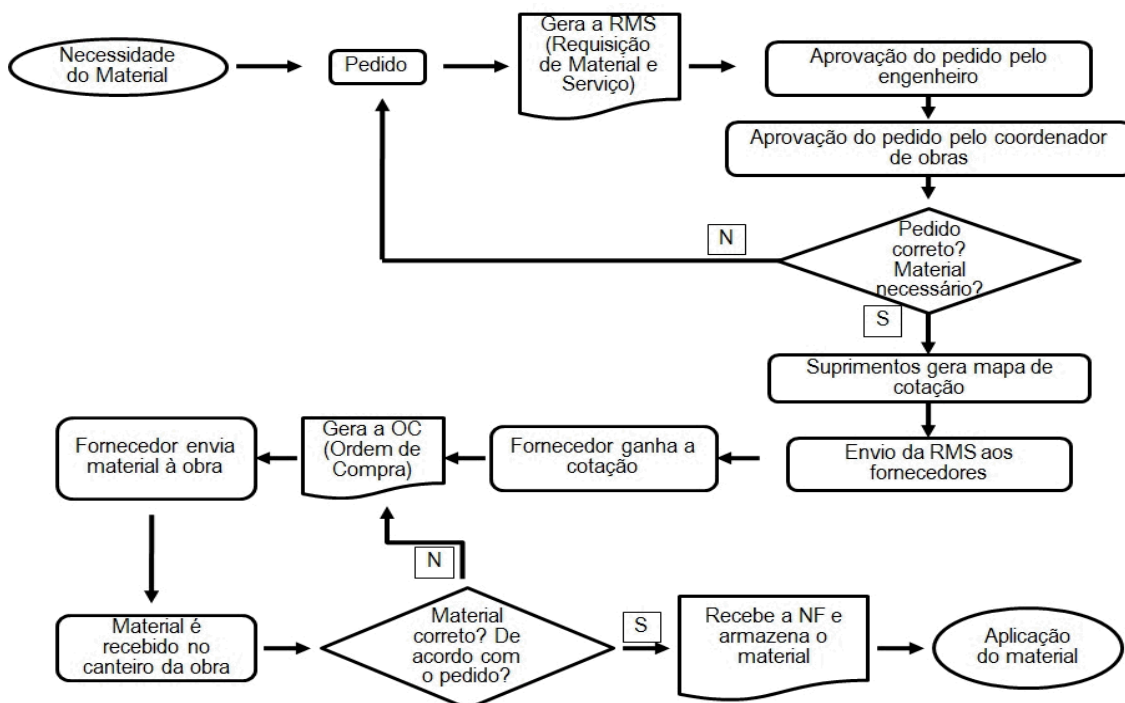 Necessidade
do Material
Pedido
Gera a RMS
(Requisição
de Material e
Serviço)
Aprovação do pedido pelo
engenheiro
Aprovação do pedido pelo coordenador
de obras
Pedido
correto?
Material
necessário?
N
S
Suprimentos gera mapa de
cotação
Envio da RMS aos
fornecedores
Fornecedor ganha a
cotação
Gera a OC
(Ordem de
Compra)
Fornecedor envia
material à obra
Material é
recebido no
canteiro da obra
Material
correto? De
acordo com
o pedido?
N
S
Recebe a NF e
armazena o
material
Aplicação
do material